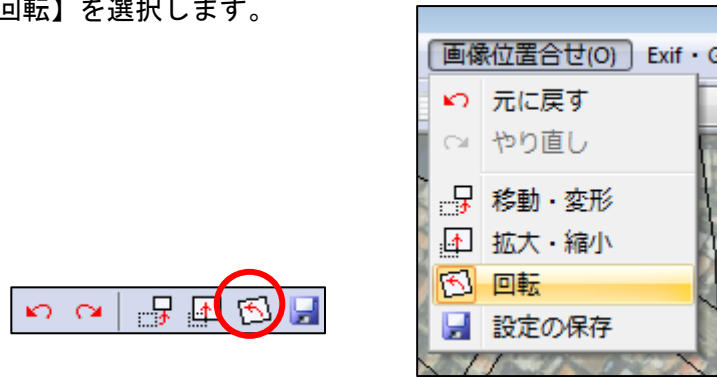 回転】を選択します。
画像位置合せ(O) Exif・G
元に戻す
やり直し
移動・変形
拡大・縮小
回転
設定の保存